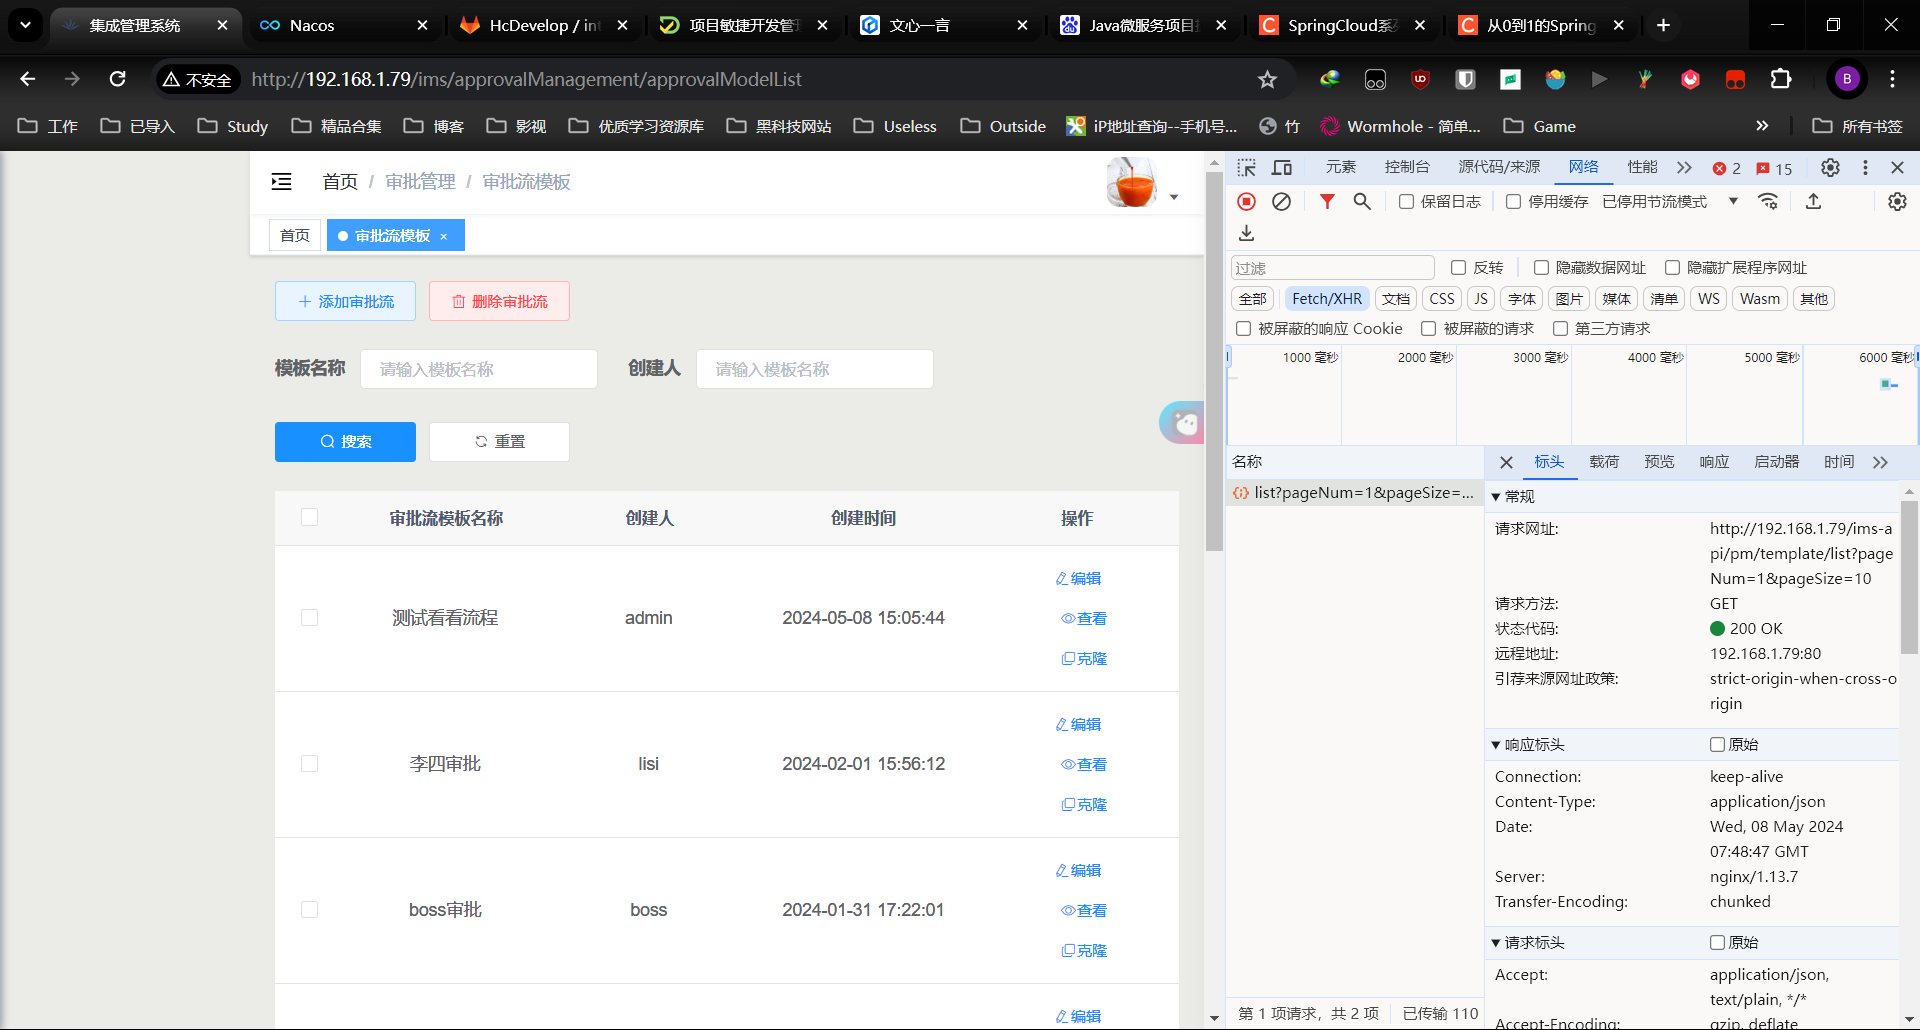 集成管理系统
Nacos
HcDevelop / int
项目敏捷开发管
文心一言
Java微服务项目
SpringCloud系
从0到1的Spring
不安全
http://192.168.1.79/ims/approvalManagement/approvalModelList
工作
已导入
Study
精品合集
博客
影视
优质学习资源库
黑科技网站
Useless
Outside
iP地址查询--手机号...
竹
Wormhole - 简单...
Game
所有书签
首页 / 审批管理 / 审批流模板
首页
审批流模板 ×
添加审批流
删除审批流
模板名称 请输入模板名称
创建人 请输入模板名称
搜索
重置
审批流模板名称 创建人 创建时间 操作
编辑
测试看看流程 admin 2024-05-08 15:05:44 查看
克隆
编辑
李四审批 lisi 2024-02-01 15:56:12 查看
克隆
编辑
boss审批 boss 2024-01-31 17:22:01 查看
克隆
编辑
元素 控制台 源代码/来源 网络 性能 2 15
保留日志 停用缓存 已停用节流模式
过滤 反转 隐藏数据网址 隐藏扩展程序网址
全部 Fetch/XHR 文档 CSS JS 字体 图片 媒体 清单 WS Wasm 其他
被屏蔽的响应 Cookie 被屏蔽的请求 第三方请求
1000 毫秒 2000 毫秒 3000 毫秒 4000 毫秒 5000 毫秒 6000 毫秒
名称
list?pageNum=1&pageSize=...
标头 载荷 预览 响应 启动器 时间
常规
请求网址: http://192.168.1.79/ims-a
pi/pm/template/list?page
Num=1&pageSize=10
请求方法: GET
状态代码: 200 OK
远程地址: 192.168.1.79:80
引荐来源网址政策: strict-origin-when-cross-o
rigin
响应标头 原始
Connection: keep-alive
Content-Type: application/json
Date: Wed, 08 May 2024
07:48:47 GMT
Server: nginx/1.13.7
Transfer-Encoding: chunked
请求标头 原始
Accept: application/json,
text/plain, */*
Accept-Encoding: gzip, deflate
第 1 项请求，共 2 项 已传输 110